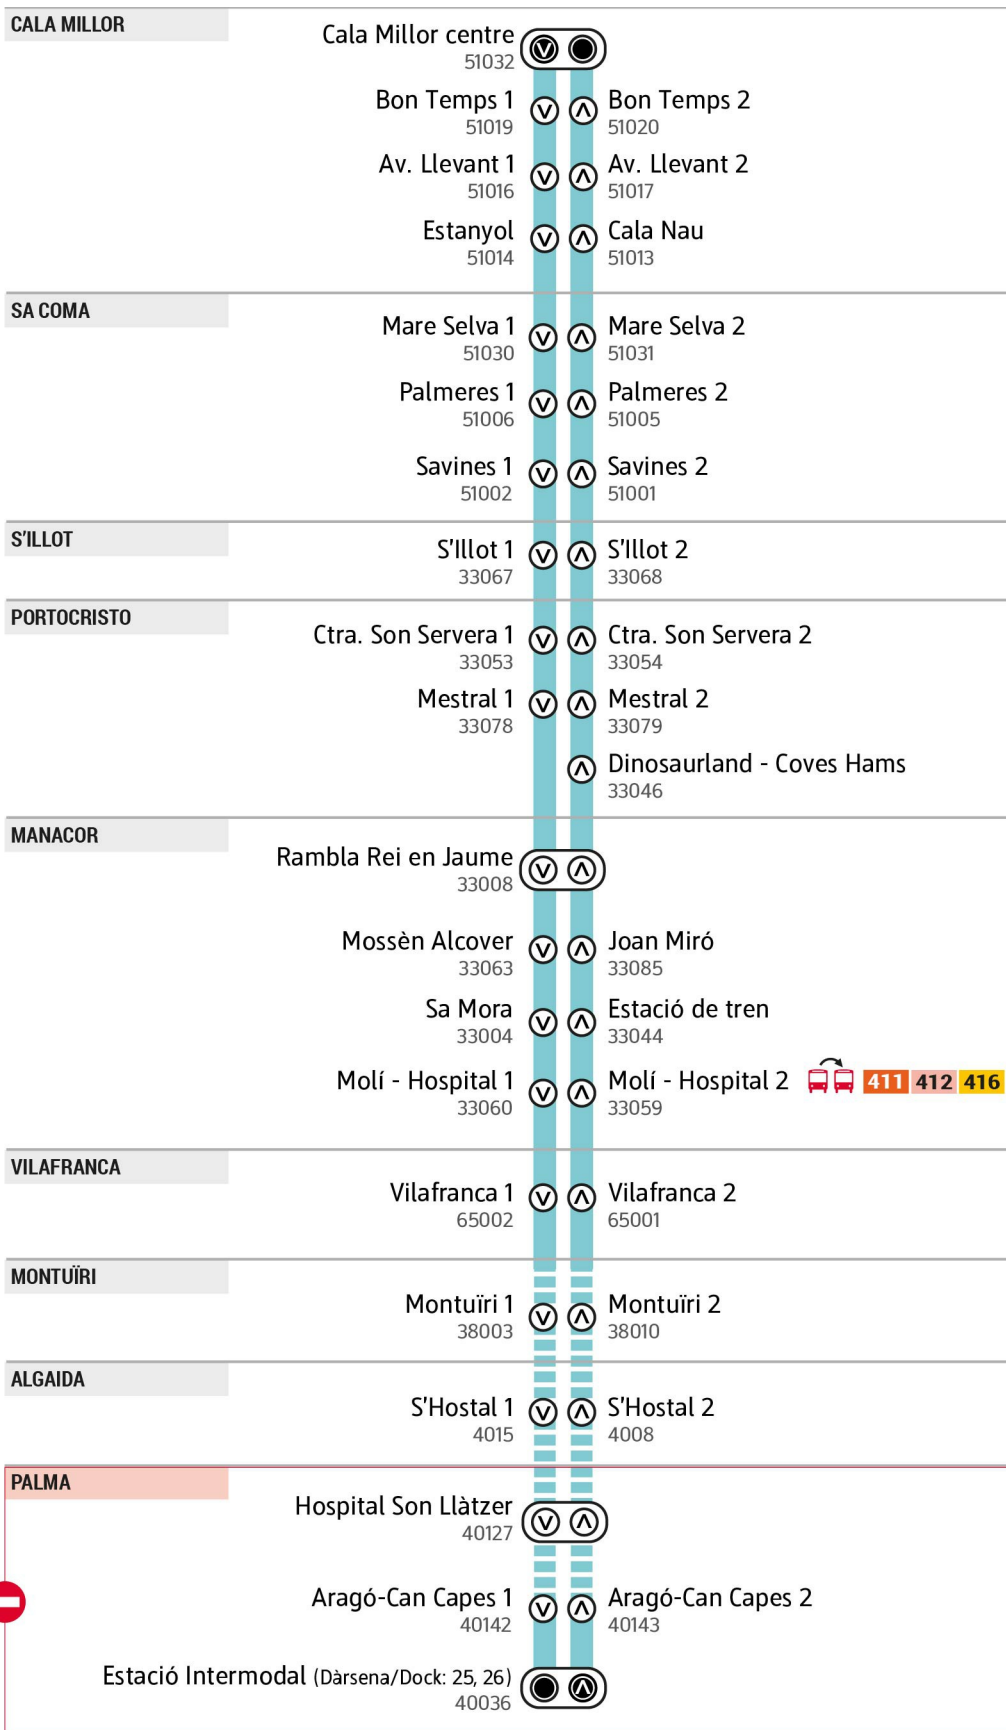 CALA MILLOR
Cala Millor centre
51032
Bon Temps 1 Bon Temps 2
51019 51020
Av. Llevant 1 Av. Llevant 2
51016 51017
Estanyol Cala Nau
51014 51013
SA COMA
Mare Selva 1 Mare Selva 2
51030 51031
Palmeres 1 Palmeres 2
51006 51005
Savines 1 Savines 2
51002 51001
S'ILLOT
S'Illot 1 S'Illot 2
33067 33068
PORTOCRISTO
Ctra. Son Servera 1 Ctra. Son Servera 2
33053 33054
Mestral 1 Mestral 2
33078 33079
Dinosaurland - Coves Hams
33046
MANACOR
Rambla Rei en Jaume
33008
Mossèn Alcover Joan Miró
33063 33085
Sa Mora Estació de tren
33004 33044
Molí - Hospital 1 Molí - Hospital 2 411 412 416
33060 33059
VILAFRANCA
Vilafranca 1 Vilafranca 2
65002 65001
MONTUÏRI
Montuïri 1 Montuïri 2
38003 38010
ALGAIDA
S'Hostal 1 S'Hostal 2
4015 4008
PALMA
Hospital Son Llàtzer
40127
Aragó-Can Capes 1 Aragó-Can Capes 2
40142 40143
Estació Intermodal (Dàrsena/Dock: 25, 26)
40036